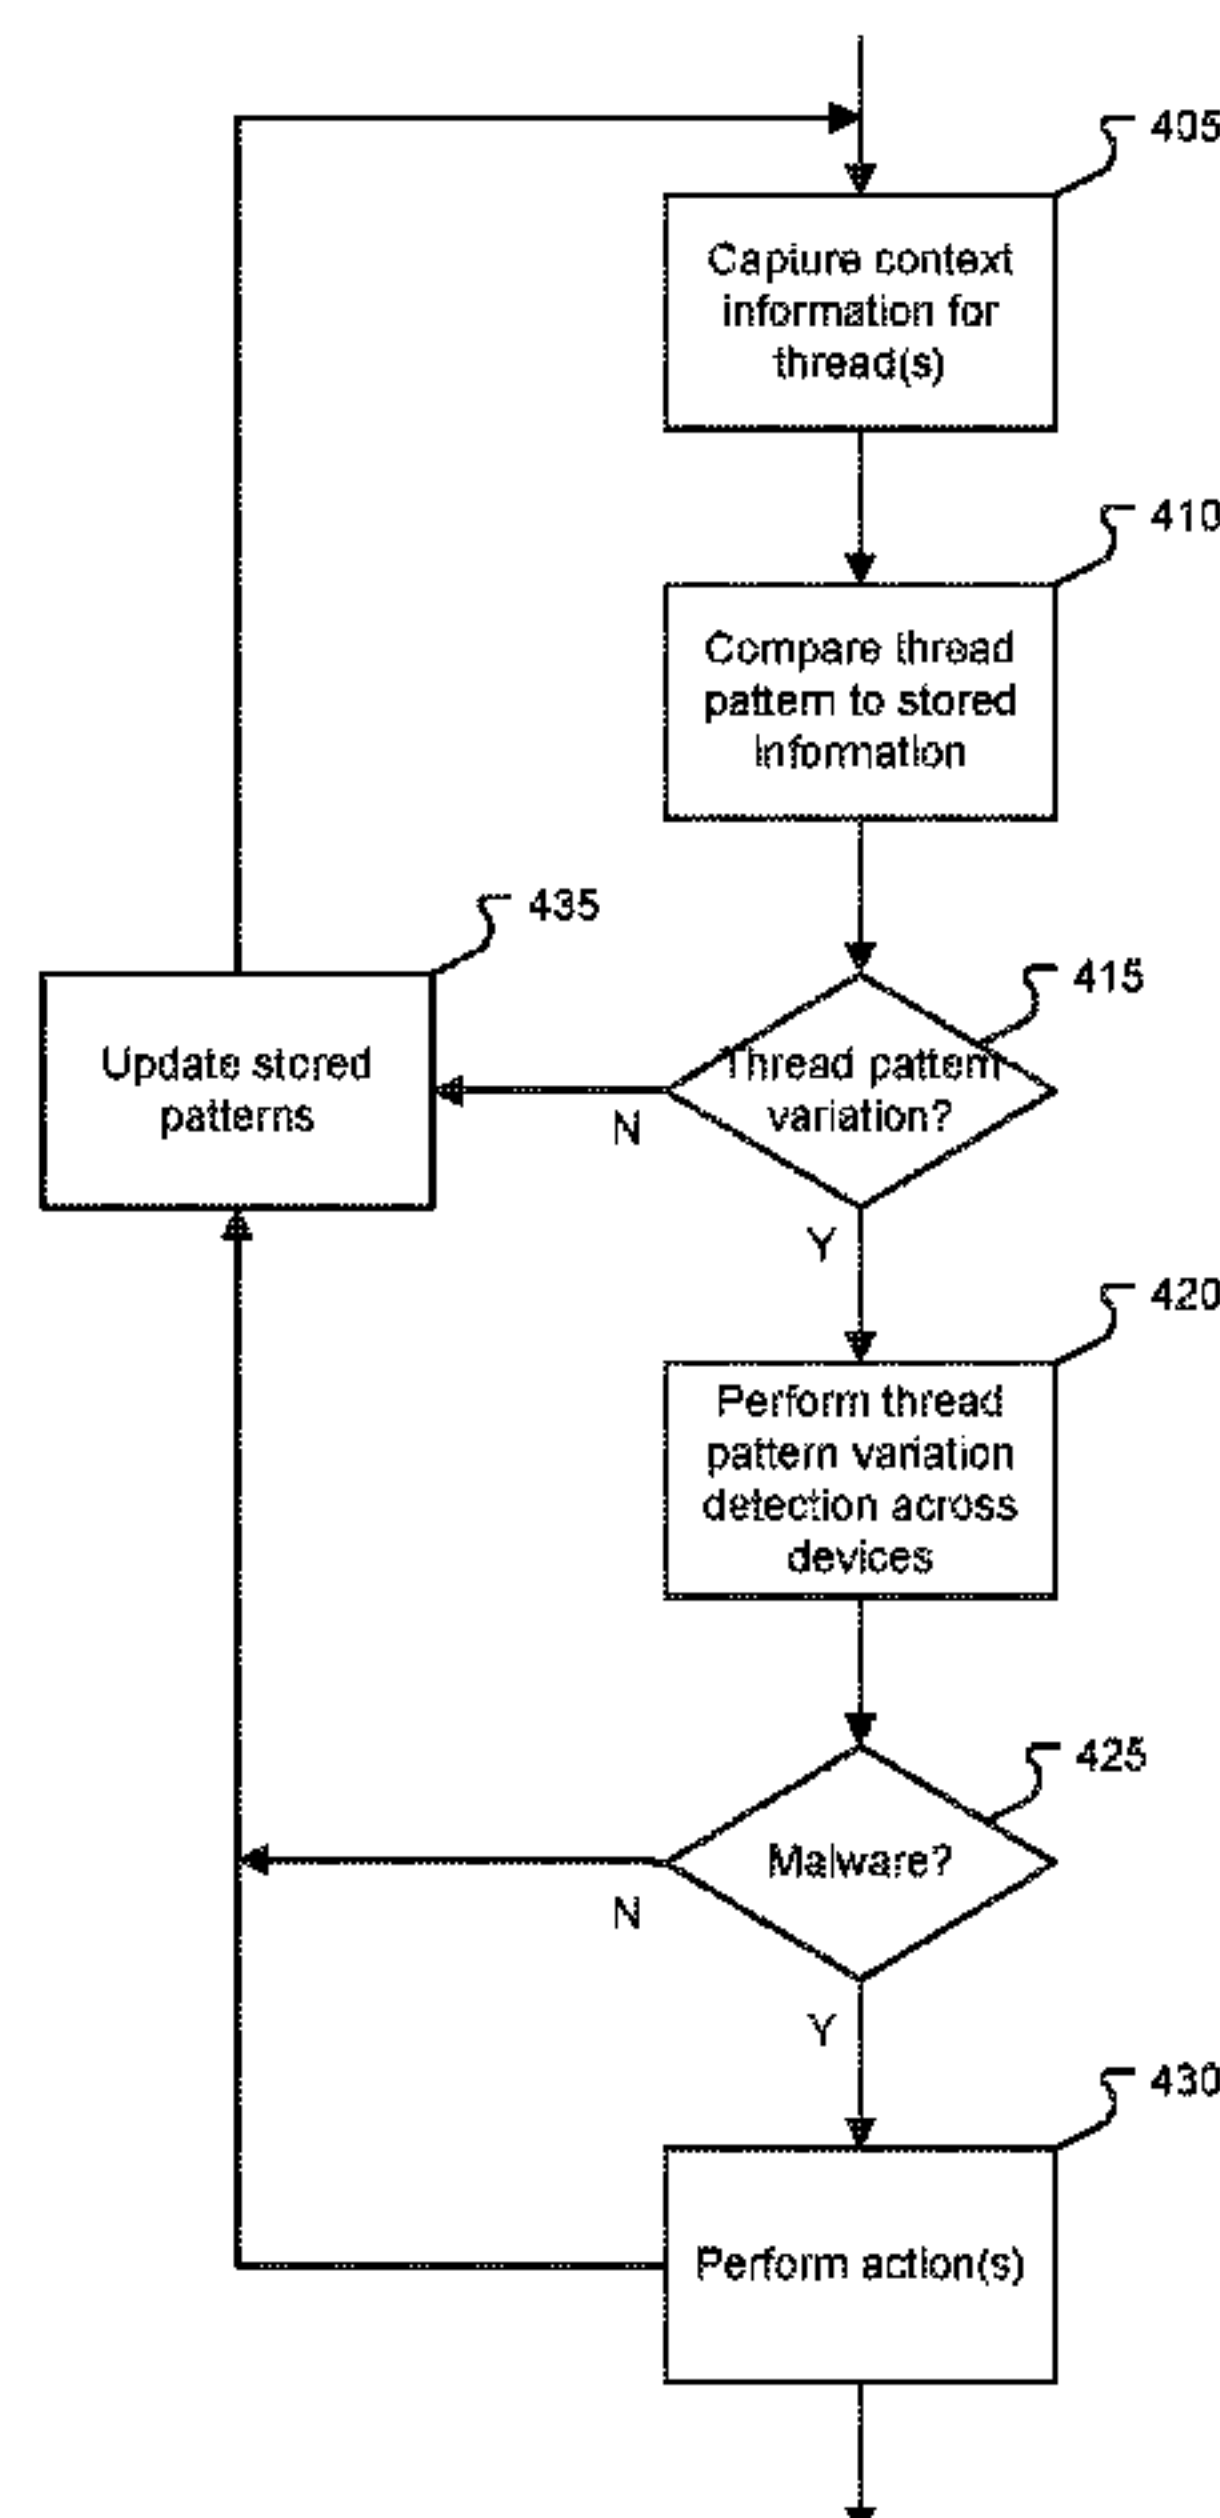 405
Capture context
information for
thread(s)
410
Compare thread
pattern to stored
information
435
415
Update stored
patterns
Thread pattern
variation?
N
Y
420
Perform thread
pattern variation
detection across
devices
425
Malware?
N
Y
430
Perform action(s)